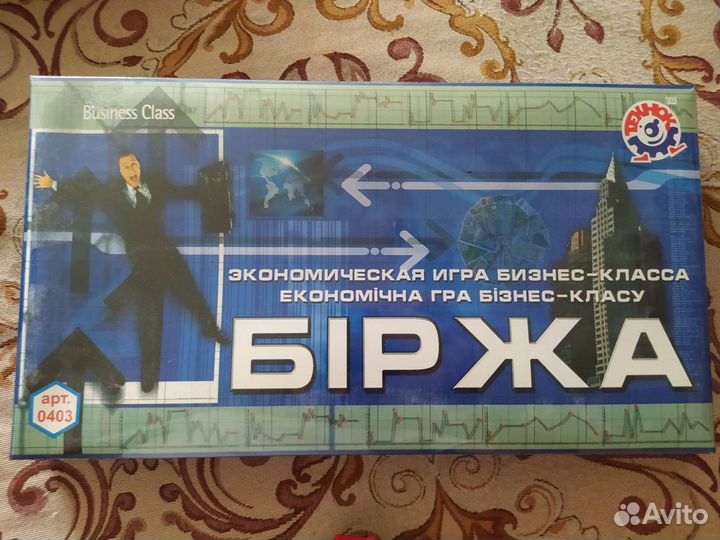 Business Class
ТЕХНОК
ЭКОНОМИЧЕСКАЯ ИГРА БИЗНЕС-КЛАССА
ЕКОНОМІЧНА ГРА БІЗНЕС-КЛАСУ
БІРЖА
арт.
0403
Avito